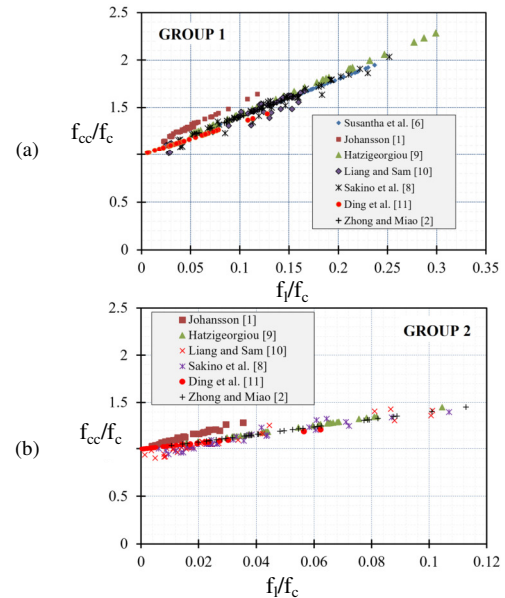 GROUP 1
(a)
f_cc/f_c
2.5
2
1.5
1
0.5
0
Susantha et al. [6]
Johansson [1]
Hatzigeorgiou [9]
Liang and Sam [10]
Sakino et al. [8]
Ding et al. [11]
Zhong and Miao [2]
0 0.05 0.1 0.15 0.2 0.25 0.3 0.35
f_l/f_c
GROUP 2
(b)
f_cc/f_c
2.5
2
1.5
1
0.5
0
Johansson [1]
Hatzigeorgiou [9]
Liang and Sam [10]
Sakino et al. [8]
Ding et al. [11]
Zhong and Miao [2]
0 0.02 0.04 0.06 0.08 0.1 0.12
f_l/f_c